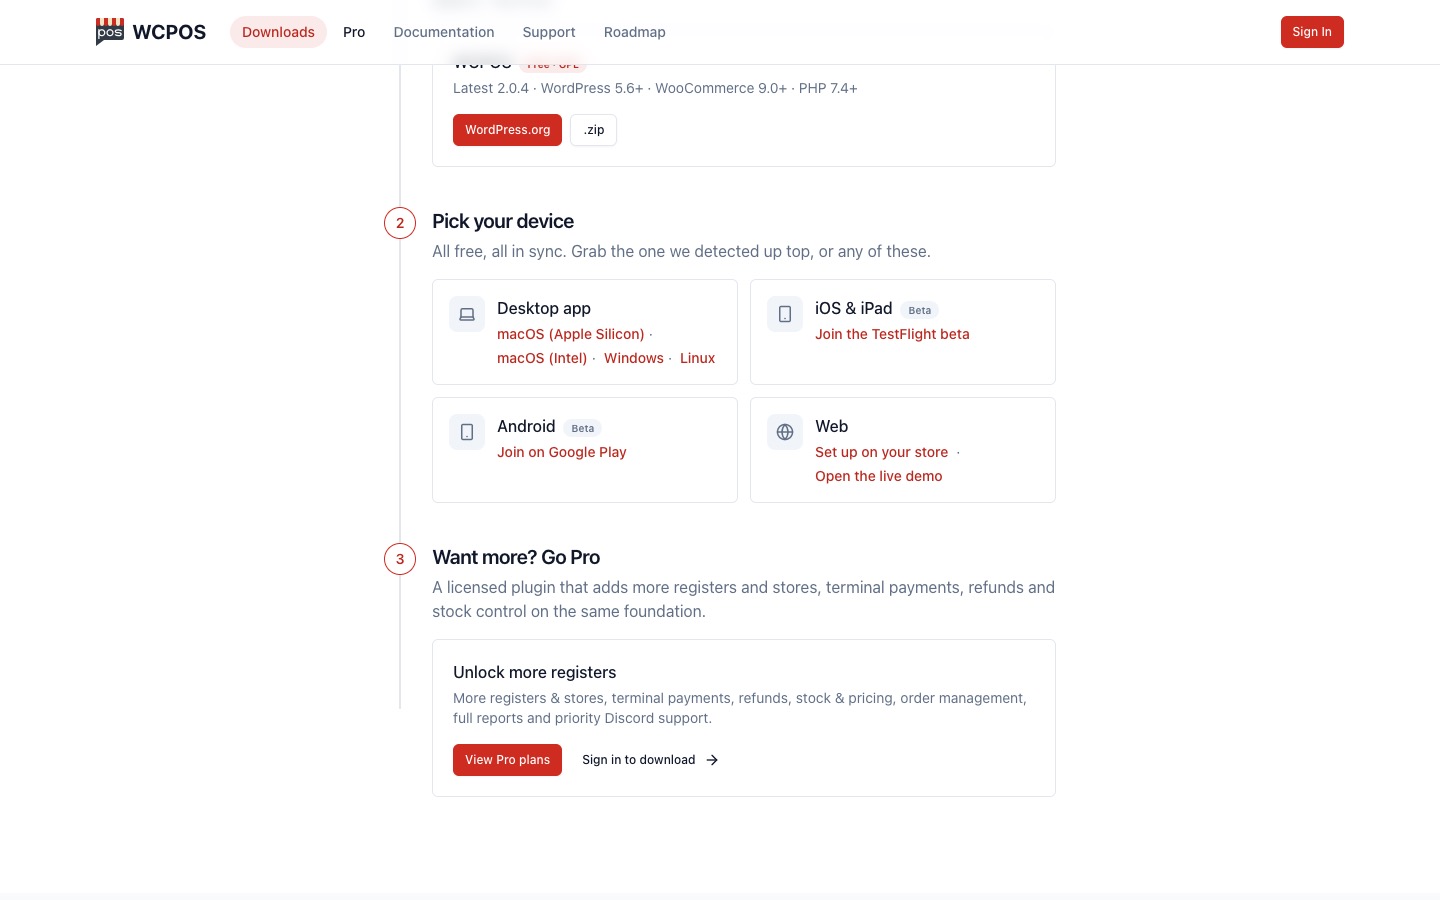 pos WCPOS Downloads Pro Documentation Support Roadmap Sign In
WCPOS Free · GPL
Latest 2.0.4 · WordPress 5.6+ · WooCommerce 9.0+ · PHP 7.4+
WordPress.org .zip
2 Pick your device
All free, all in sync. Grab the one we detected up top, or any of these.
Desktop app
macOS (Apple Silicon) ·
macOS (Intel) · Windows · Linux
iOS & iPad Beta
Join the TestFlight beta
Android Beta
Join on Google Play
Web
Set up on your store ·
Open the live demo
3 Want more? Go Pro
A licensed plugin that adds more registers and stores, terminal payments, refunds and
stock control on the same foundation.
Unlock more registers
More registers & stores, terminal payments, refunds, stock & pricing, order management,
full reports and priority Discord support.
View Pro plans Sign in to download